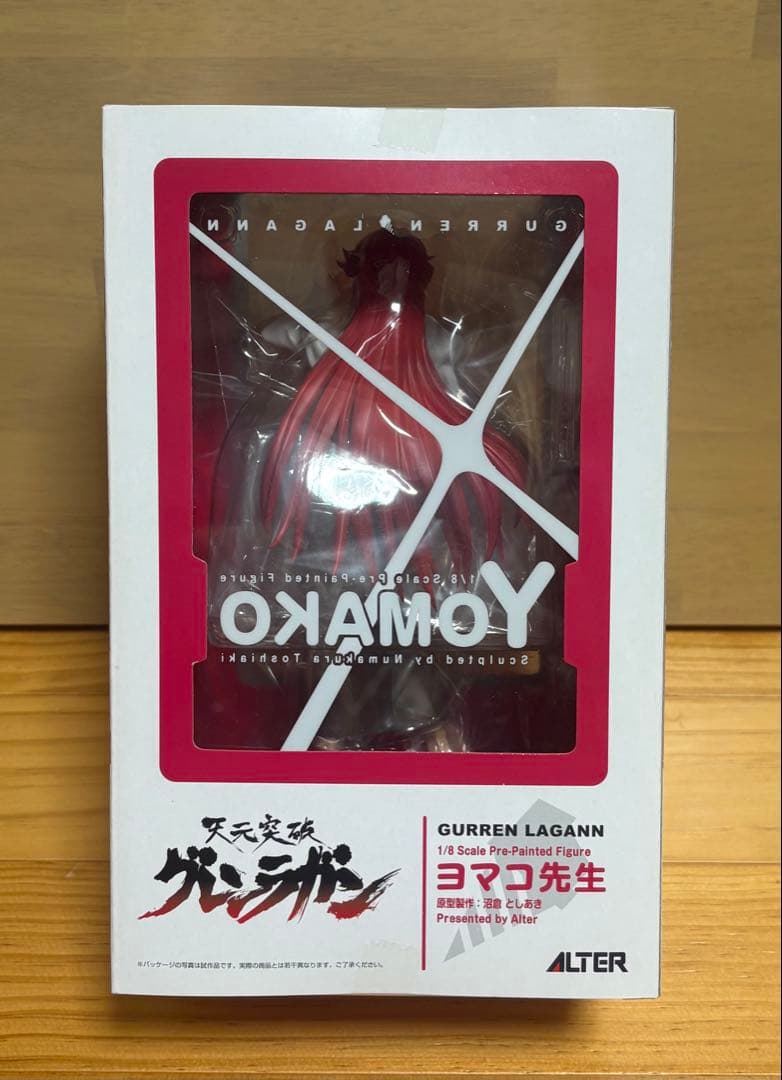 GURREN LAGANN
1/8 Scale Pre-Painted Figure
YOMAKO
Sculpted by Numakura Toshiaki
天元突破
グレンラガン
GURREN LAGANN
1/8 Scale Pre-Painted Figure
ヨマコ先生
原型製作：沼倉 としあき
Presented by Alter
※パッケージの写真は試作品です。実際の商品とは若干異なります。ご了承ください。
ALTER